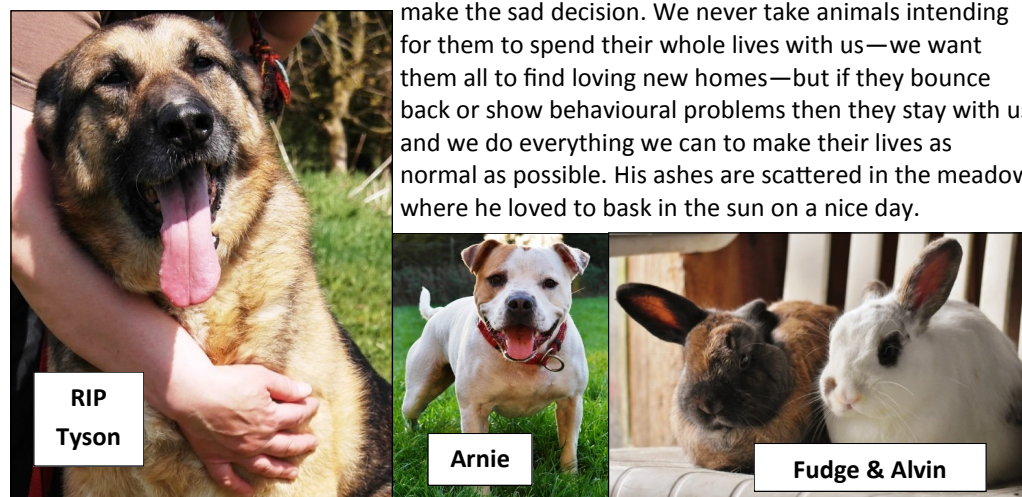 make the sad decision. We never take animals intending
for them to spend their whole lives with us—we want
them all to find loving new homes—but if they bounce
back or show behavioural problems then they stay with us
and we do everything we can to make their lives as
normal as possible. His ashes are scattered in the meadow
where he loved to bask in the sun on a nice day.
RIP
Tyson
Arnie
Fudge & Alvin